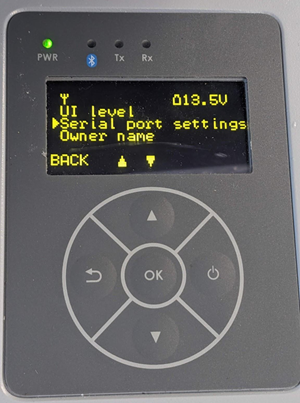 PWR Tx Rx
13.5V
UI level
Serial port settings
Owner name
BACK
OK